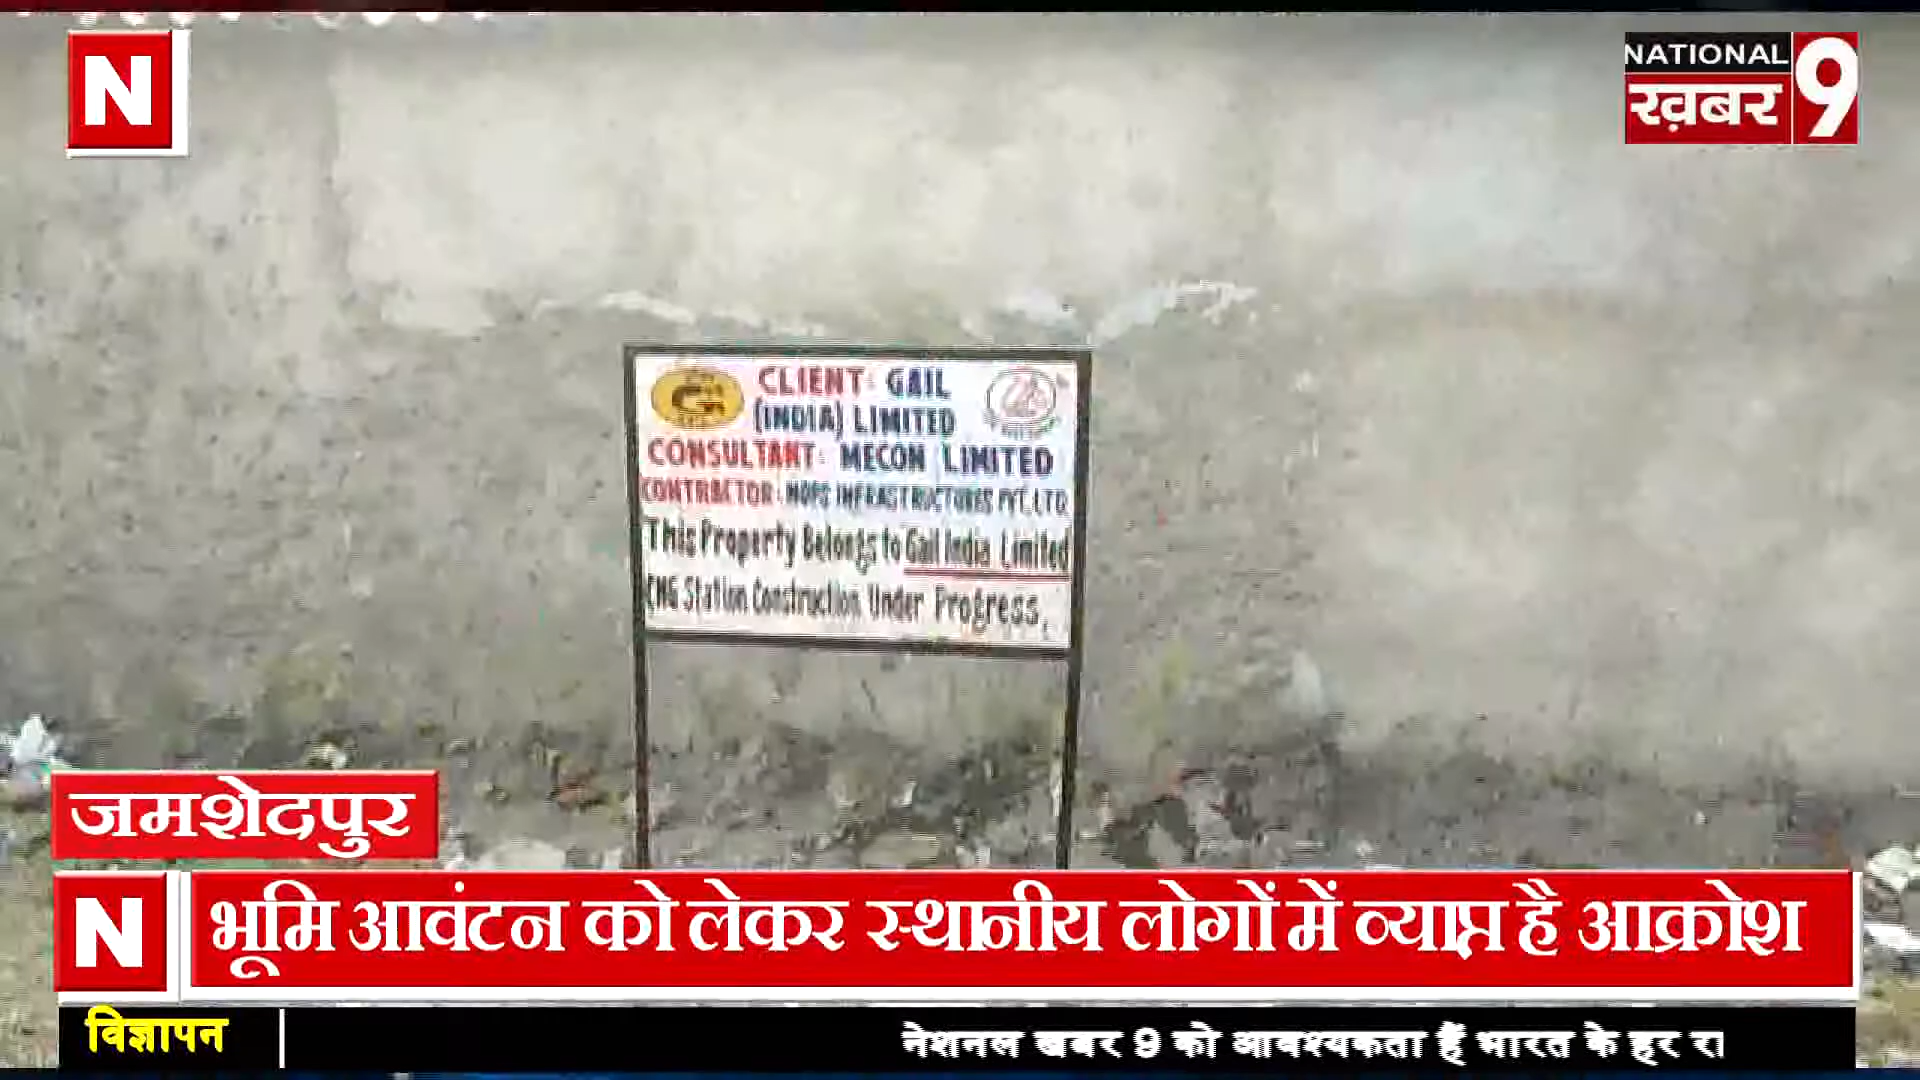 N
NATIONAL
ख़बर 9
CLIENT: GAIL
(INDIA) LIMITED
CONSULTANT: MECON LIMITED
CONTRACTOR: INFRASTRUCTURES PVT. LTD
This Property Belongs to Gail India Limited
CNG Station Construction Under Progress.
जमशेदपुर
N भूमि आवंटन को लेकर स्थानीय लोगों में व्याप्त है आक्रोश
विज्ञापन नेशनल खबर 9 को आवश्यकता हैं भारत के हर रा